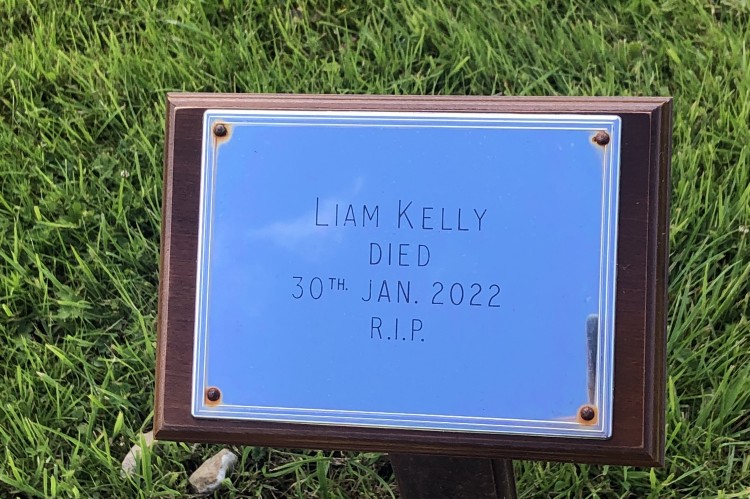 LIAM KELLY
DIED
30TH. JAN. 2022
R.I.P.